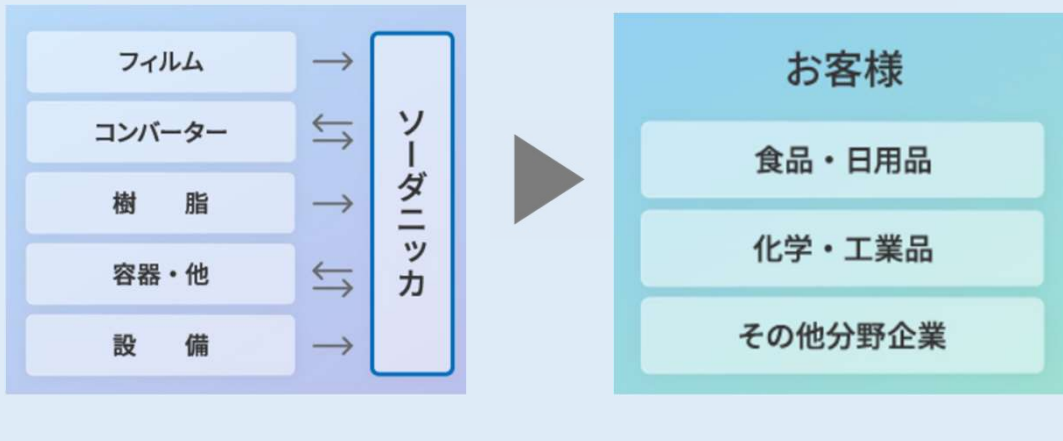 フィルム
コンバーター
樹　脂
容器・他
設　備
ソーダニッカ
お客様
食品・日用品
化学・工業品
その他分野企業